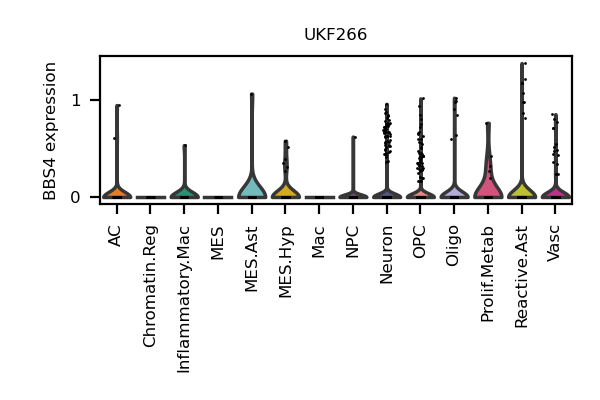 UKF266
BBS4 expression
1
0
AC
Chromatin.Reg
Inflammatory.Mac
MES
MES.Ast
MES.Hyp
Mac
NPC
Neuron
OPC
Oligo
Prolif.Metab
Reactive.Ast
Vasc